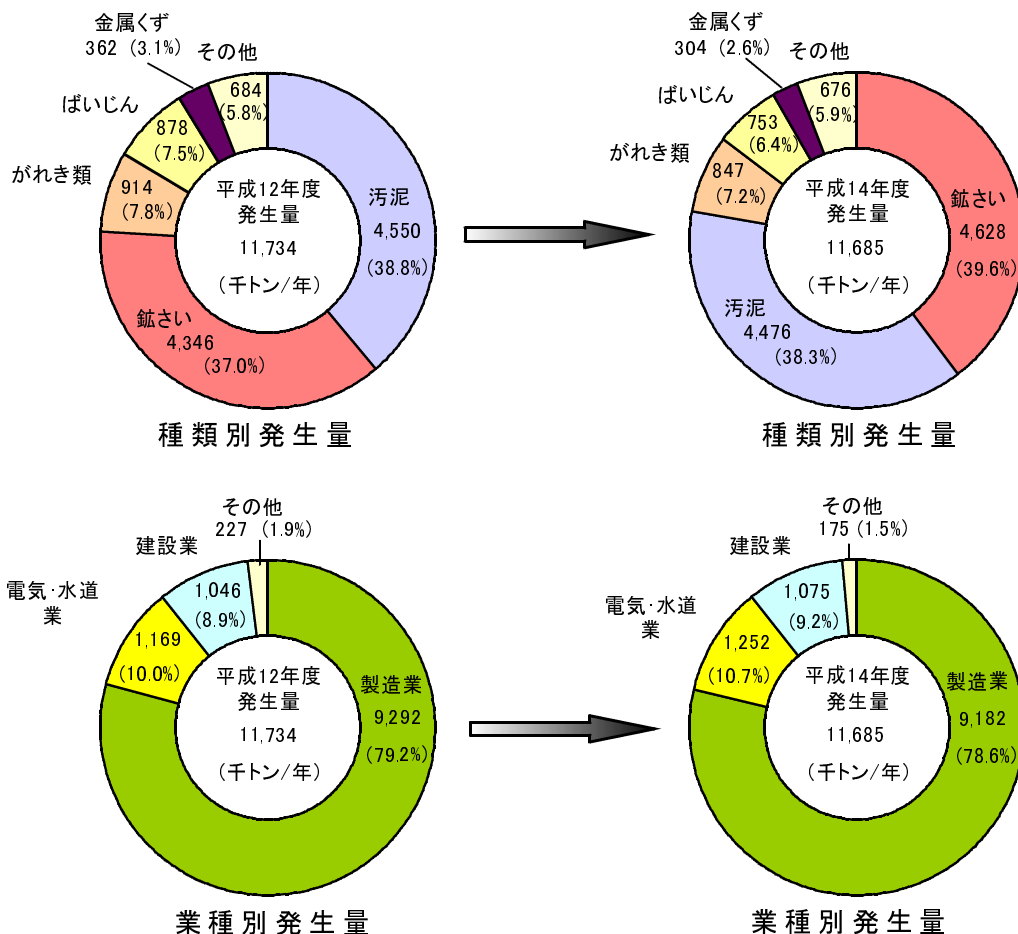 金属くず
362 (3.1%)
その他
684
(5.8%)
ばいじん
878
(7.5%)
がれき類
914
(7.8%)
汚泥
4,550
(38.8%)
鉱さい
4,346
(37.0%)
平成12年度
発生量
11,734
(千トン/年)
種類別発生量
金属くず
304 (2.6%)
その他
676
(5.9%)
ばいじん
753
(6.4%)
がれき類
847
(7.2%)
鉱さい
4,628
(39.6%)
汚泥
4,476
(38.3%)
平成14年度
発生量
11,685
(千トン/年)
種類別発生量
その他
227 (1.9%)
建設業
1,046
(8.9%)
電気・水道
業
1,169
(10.0%)
製造業
9,292
(79.2%)
平成12年度
発生量
11,734
(千トン/年)
業種別発生量
その他
175 (1.5%)
建設業
1,075
(9.2%)
電気・水道
業
1,252
(10.7%)
製造業
9,182
(78.6%)
平成14年度
発生量
11,685
(千トン/年)
業種別発生量